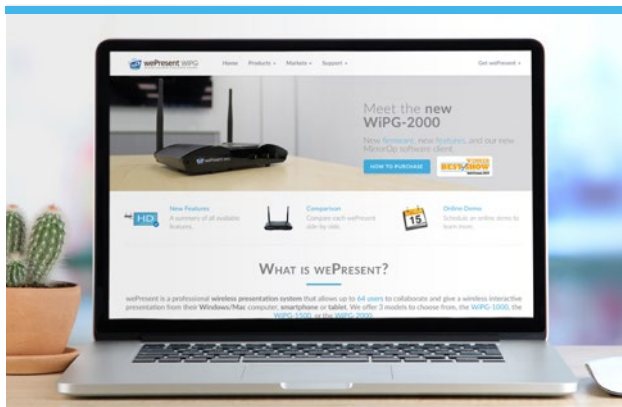 wePresent WiPG
Home Products Markets Support Get wePresent
Meet the new
WiPG-2000
New firmware, new features, and our new
MirrorOp software client.
HOW TO PURCHASE
WINNER
BEST of SHOW
HD
New Features
A summary of all available
features.
Comparison
Compare each wePresent
side-by-side.
15
Online Demo
Schedule an online demo to
learn more.
WHAT IS WEPRESENT?
wePresent is a professional wireless presentation system that allows up to 64 users to collaborate and give a wireless interactive
presentation from their Windows/Mac computer, smartphone or tablet. We offer 3 models to choose from, the WiPG-1000, the
WiPG-1500, or the WiPG-2000.